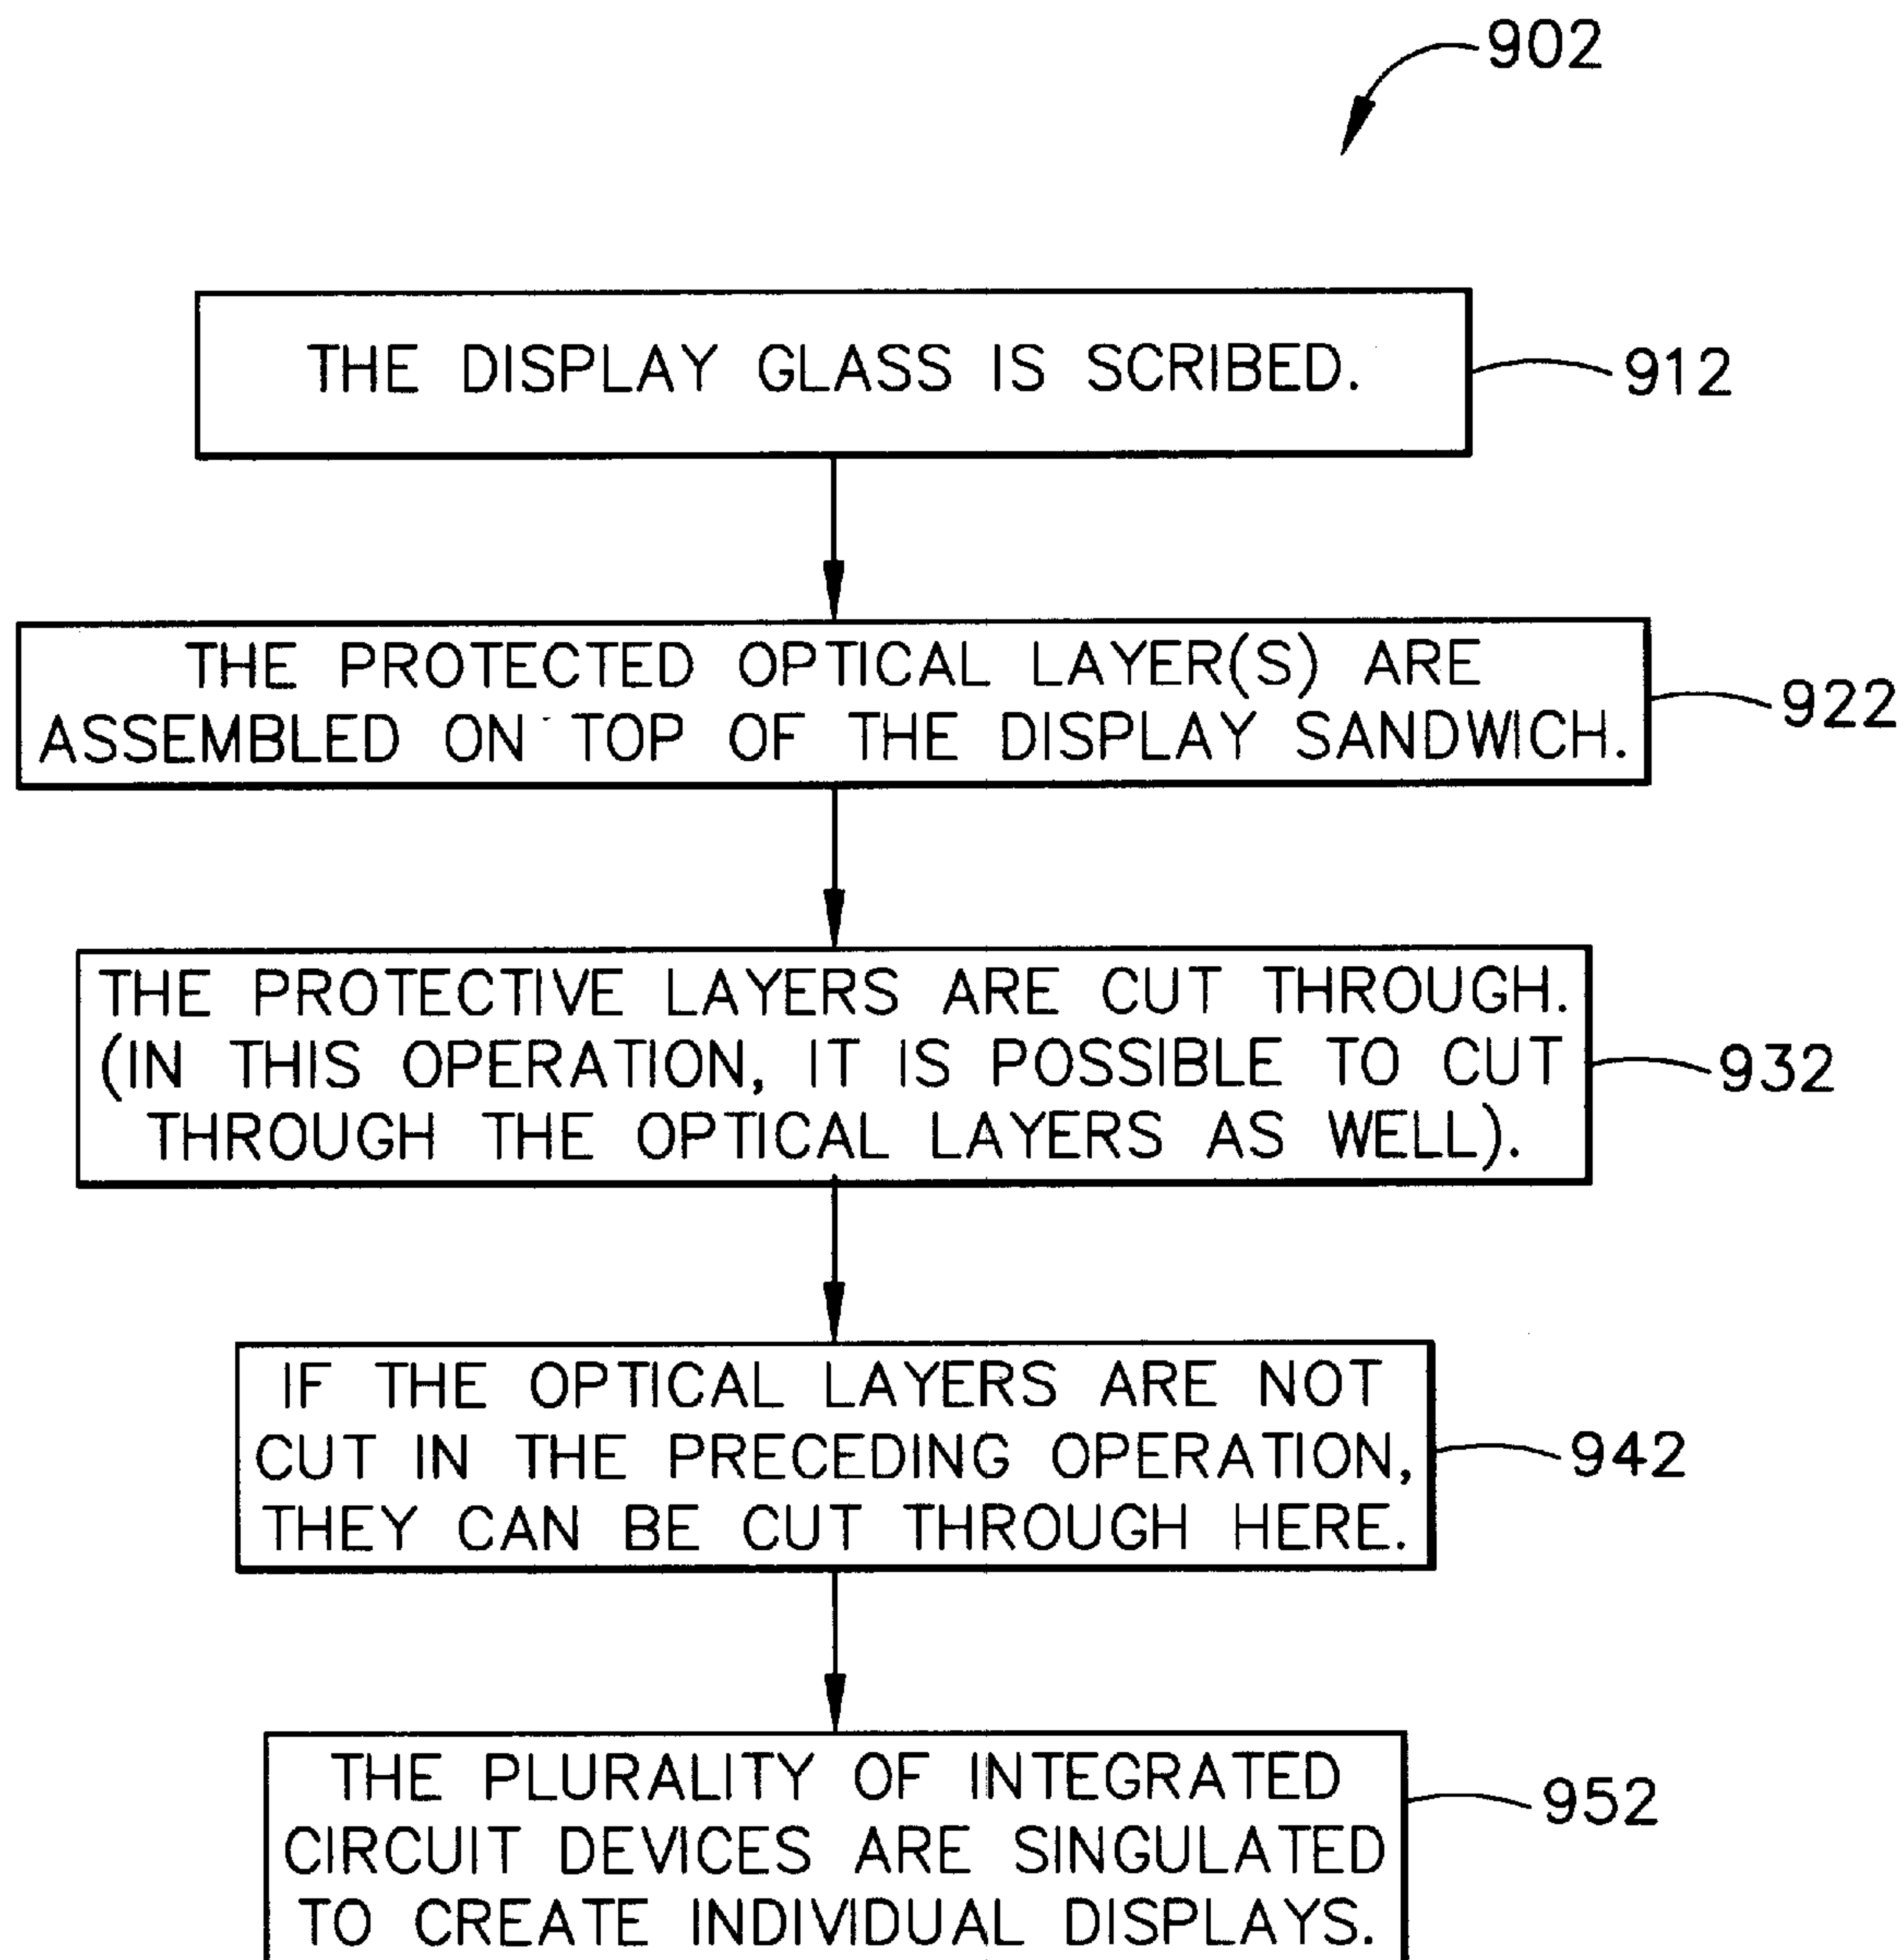 902
THE DISPLAY GLASS IS SCRIBED.
912
THE PROTECTED OPTICAL LAYER(S) ARE
ASSEMBLED ON TOP OF THE DISPLAY SANDWICH.
922
THE PROTECTIVE LAYERS ARE CUT THROUGH.
(IN THIS OPERATION, IT IS POSSIBLE TO CUT
THROUGH THE OPTICAL LAYERS AS WELL).
932
IF THE OPTICAL LAYERS ARE NOT
CUT IN THE PRECEDING OPERATION,
THEY CAN BE CUT THROUGH HERE.
942
THE PLURALITY OF INTEGRATED
CIRCUIT DEVICES ARE SINGULATED
TO CREATE INDIVIDUAL DISPLAYS.
952